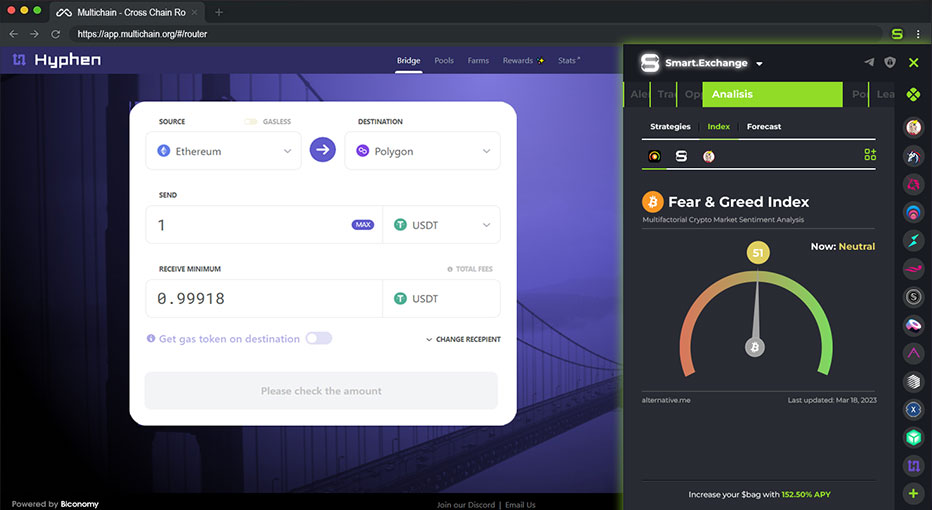 Multichain - Cross Chain Ro
https://app.multichain.org/#/router
Hyphen
Bridge Pools Farms Rewards Stats
SOURCE GASLESS DESTINATION
Ethereum Polygon
SEND
1 MAX USDT
RECEIVE MINIMUM TOTAL FEES
0.99918 USDT
Get gas token on destination CHANGE RECEPIENT
Please check the amount
Powered by Biconomy
Join our Discord | Email Us
Smart.Exchange
Ale Tra Op Analisis Po Lea
Strategies Index Forecast
Fear & Greed Index
Multifactorial Crypto Market Sentiment Analysis
Now: Neutral
51
alternative.me Last updated: Mar 18, 2023
Increase your $bag with 152.50% APY